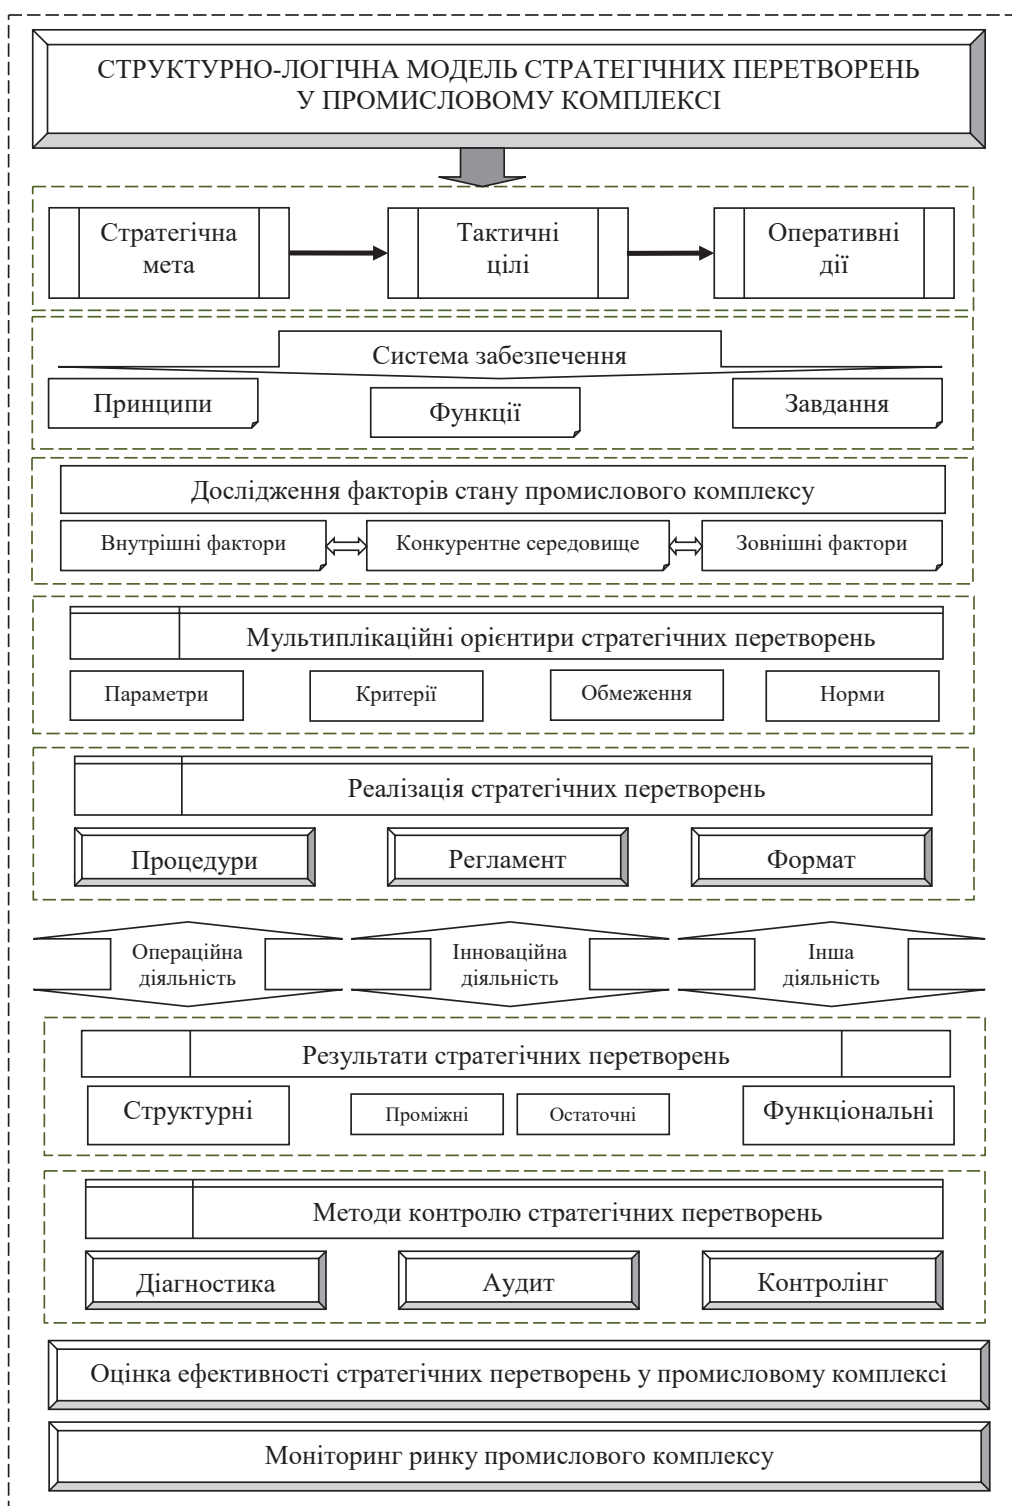 СТРУКТУРНО-ЛОГІЧНА МОДЕЛЬ СТРАТЕГІЧНИХ ПЕРЕТВОРЕНЬ
У ПРОМИСЛОВОМУ КОМПЛЕКСІ
Стратегічна
мета
Тактичні
цілі
Оперативні
дії
Система забезпечення
Принципи
Функції
Завдання
Дослідження факторів стану промислового комплексу
Внутрішні фактори
Конкурентне середовище
Зовнішні фактори
Мультиплікаційні орієнтири стратегічних перетворень
Параметри
Критерії
Обмеження
Норми
Реалізація стратегічних перетворень
Процедури
Регламент
Формат
Операційна
діяльність
Інноваційна
діяльність
Інша
діяльність
Результати стратегічних перетворень
Структурні
Проміжні
Остаточні
Функціональні
Методи контролю стратегічних перетворень
Діагностика
Аудит
Контролінг
Оцінка ефективності стратегічних перетворень у промисловому комплексі
Моніторинг ринку промислового комплексу